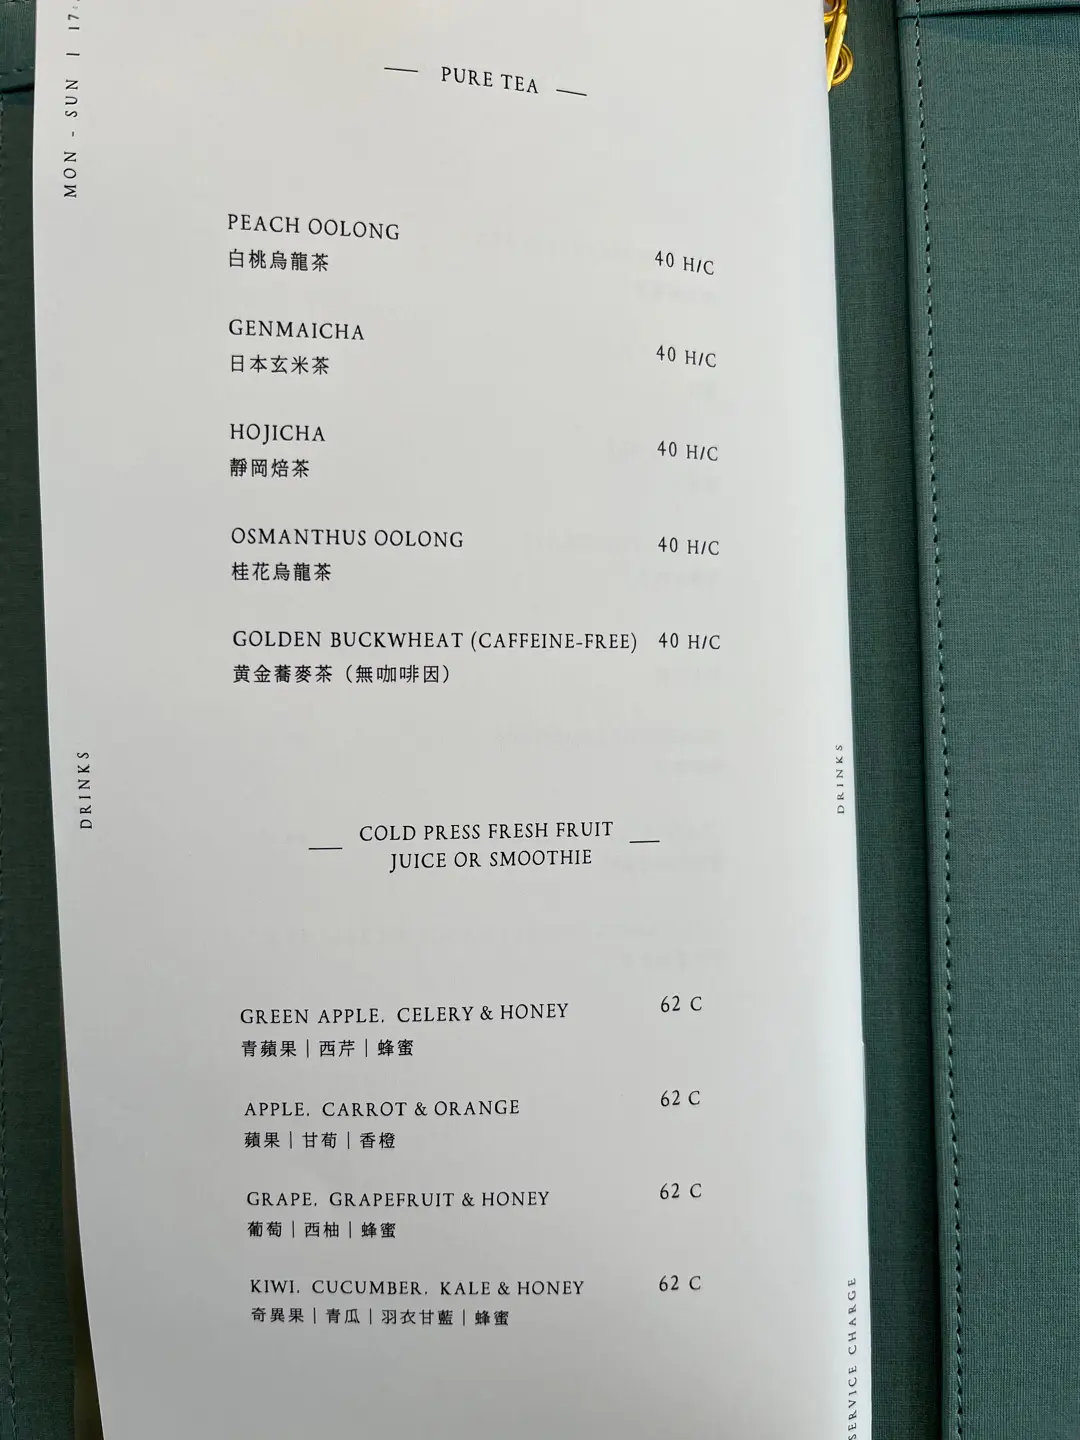 MON - SUN | 17:
PURE TEA
PEACH OOLONG
白桃烏龍茶
40 H/C
GENMAICHA
日本玄米茶
40 H/C
HOJICHA
靜岡焙茶
40 H/C
OSMANTHUS OOLONG
桂花烏龍茶
40 H/C
GOLDEN BUCKWHEAT (CAFFEINE-FREE) 40 H/C
黄金蕎麥茶（無咖啡因）
DRINKS
DRINKS
COLD PRESS FRESH FRUIT
JUICE OR SMOOTHIE
GREEN APPLE, CELERY & HONEY 62 C
青蘋果 | 西芹 | 蜂蜜
APPLE, CARROT & ORANGE 62 C
蘋果 | 甘荀 | 香橙
GRAPE, GRAPEFRUIT & HONEY 62 C
葡萄 | 西柚 | 蜂蜜
KIWI, CUCUMBER, KALE & HONEY 62 C
奇異果 | 青瓜 | 羽衣甘藍 | 蜂蜜
SERVICE CHARGE